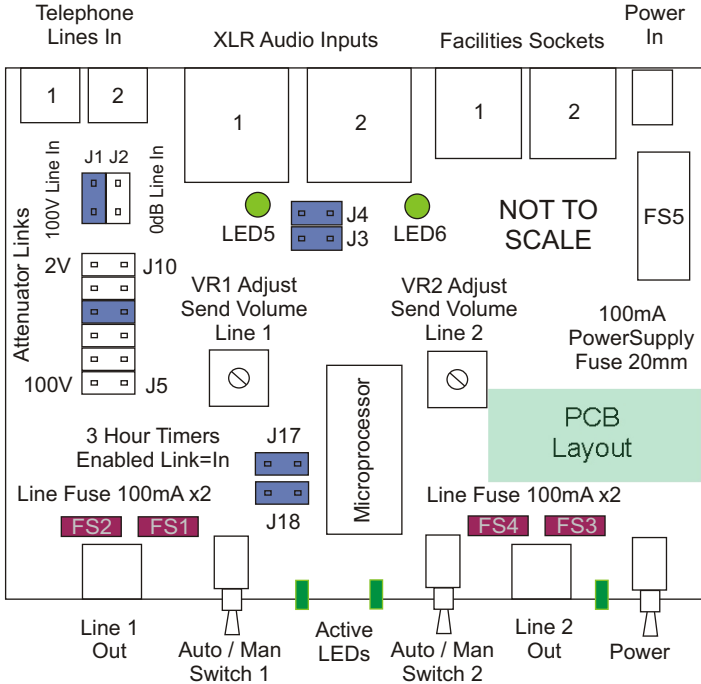 Telephone
Lines In
XLR Audio Inputs
Facilities Sockets
Power
In
1
2
1
2
1
2
J1 J2
100V Line In
0dB Line In
Attenuator Links
LED5
J4
J3
LED6
NOT TO
SCALE
FS5
2V
J10
100V
J5
VR1 Adjust
Send Volume
Line 1
VR2 Adjust
Send Volume
Line 2
100mA
PowerSupply
Fuse 20mm
Microprocessor
PCB
Layout
3 Hour Timers
Enabled Link=In
J17
J18
Line Fuse 100mA x2
Line Fuse 100mA x2
FS2
FS1
FS4
FS3
Line 1
Out
Auto / Man
Switch 1
Active
LEDs
Auto / Man
Switch 2
Line 2
Out
Power